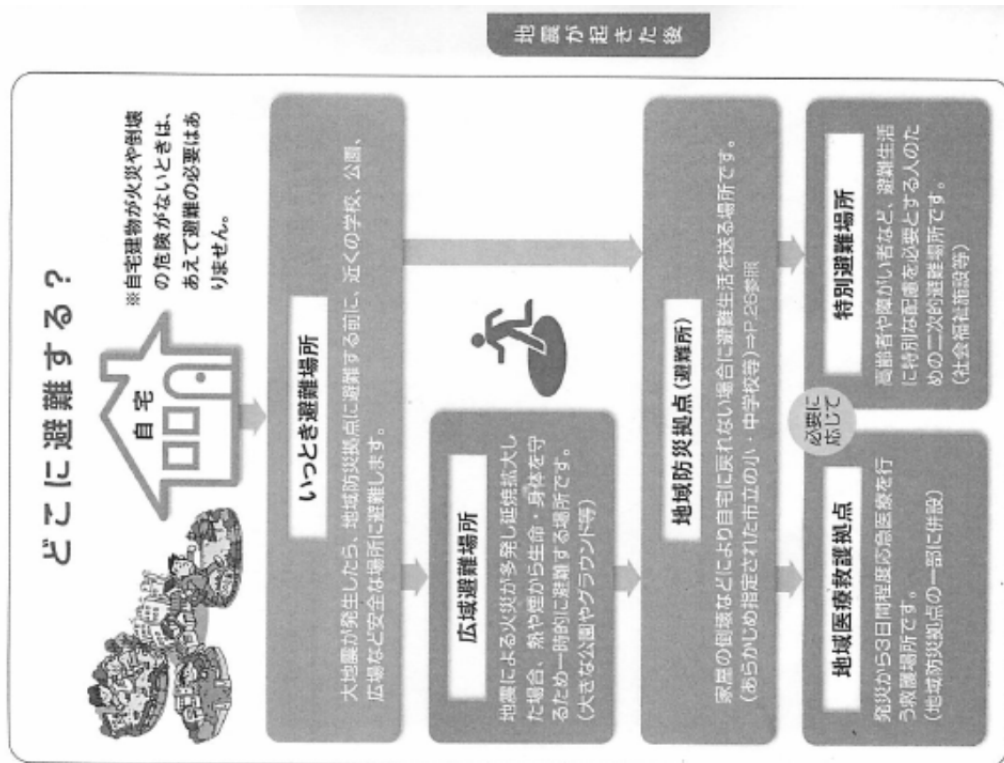 地震が起きた後
どこに避難する？
自宅
※自宅建物が火災や倒壊
の危険がないときは、
あえて避難の必要はあ
りません。
いっとき避難場所
大地震が発生したら、地域防災拠点に避難する前に、近くの学校、公園、
広場など安全な場所に避難します。
広域避難場所
地震による火災が多発し延焼拡大し
た場合、熱や煙から生命・身体を守
るため一時的に避難する場所です。
（大きな公園やグラウンド等）
地域防災拠点（避難所）
家屋の倒壊などにより自宅に戻れない場合に避難生活を送る場所です。
（あらかじめ指定された市立の小・中学校等）⇒P.26参照
必要に
応じて
地域医療救護拠点
発災から3日間程度応急医療を行
う救護場所です。
（地域防災拠点の一部に併設）
特別避難場所
高齢者や障がい者など、避難生活
に特別な配慮を必要とする人のた
めの二次的避難場所です。
（社会福祉施設等）